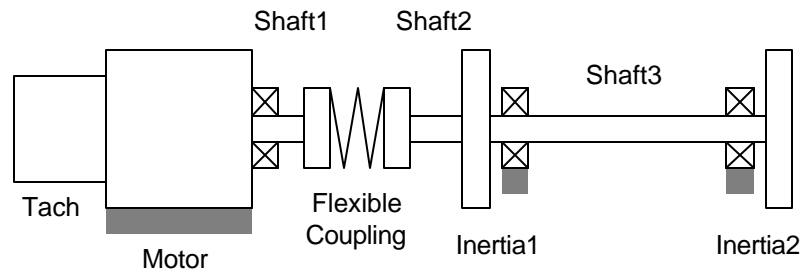 Shaft1
Shaft2
Shaft3
Tach
Motor
Flexible
Coupling
Inertia1
Inertia2